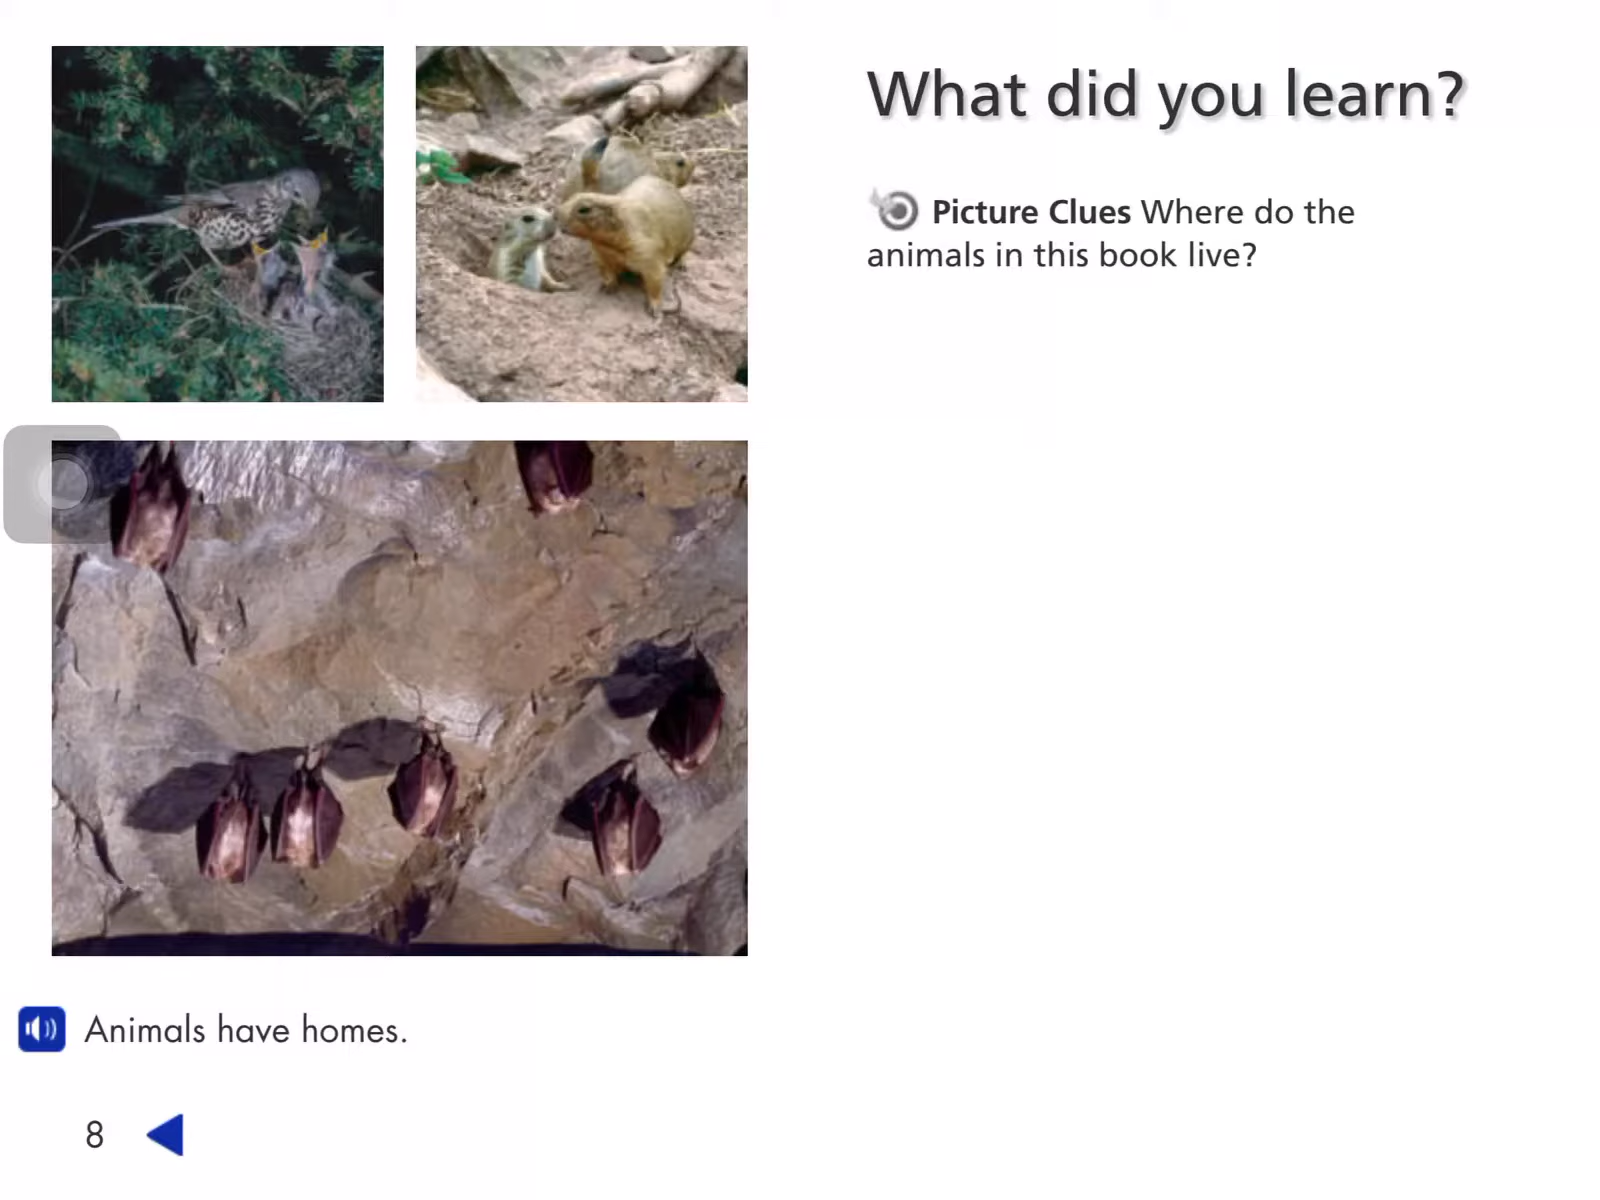 What did you learn?
Picture Clues Where do the
animals in this book live?
Animals have homes.
8